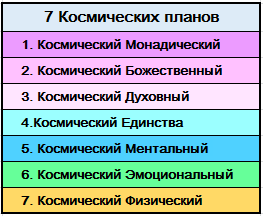 7 Космических планов
1. Космический Монадический
2. Космический Божественный
3. Космический Духовный
4.Космический Единства
5. Космический Ментальный
6. Космический Эмоциональный
7. Космический Физический